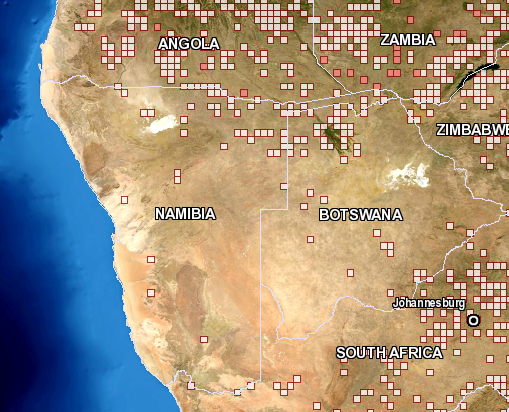 ZAMBIA
ANGOLA
ZIMBABWE
NAMIBIA
BOTSWANA
Johannesburg
SOUTH AFRICA